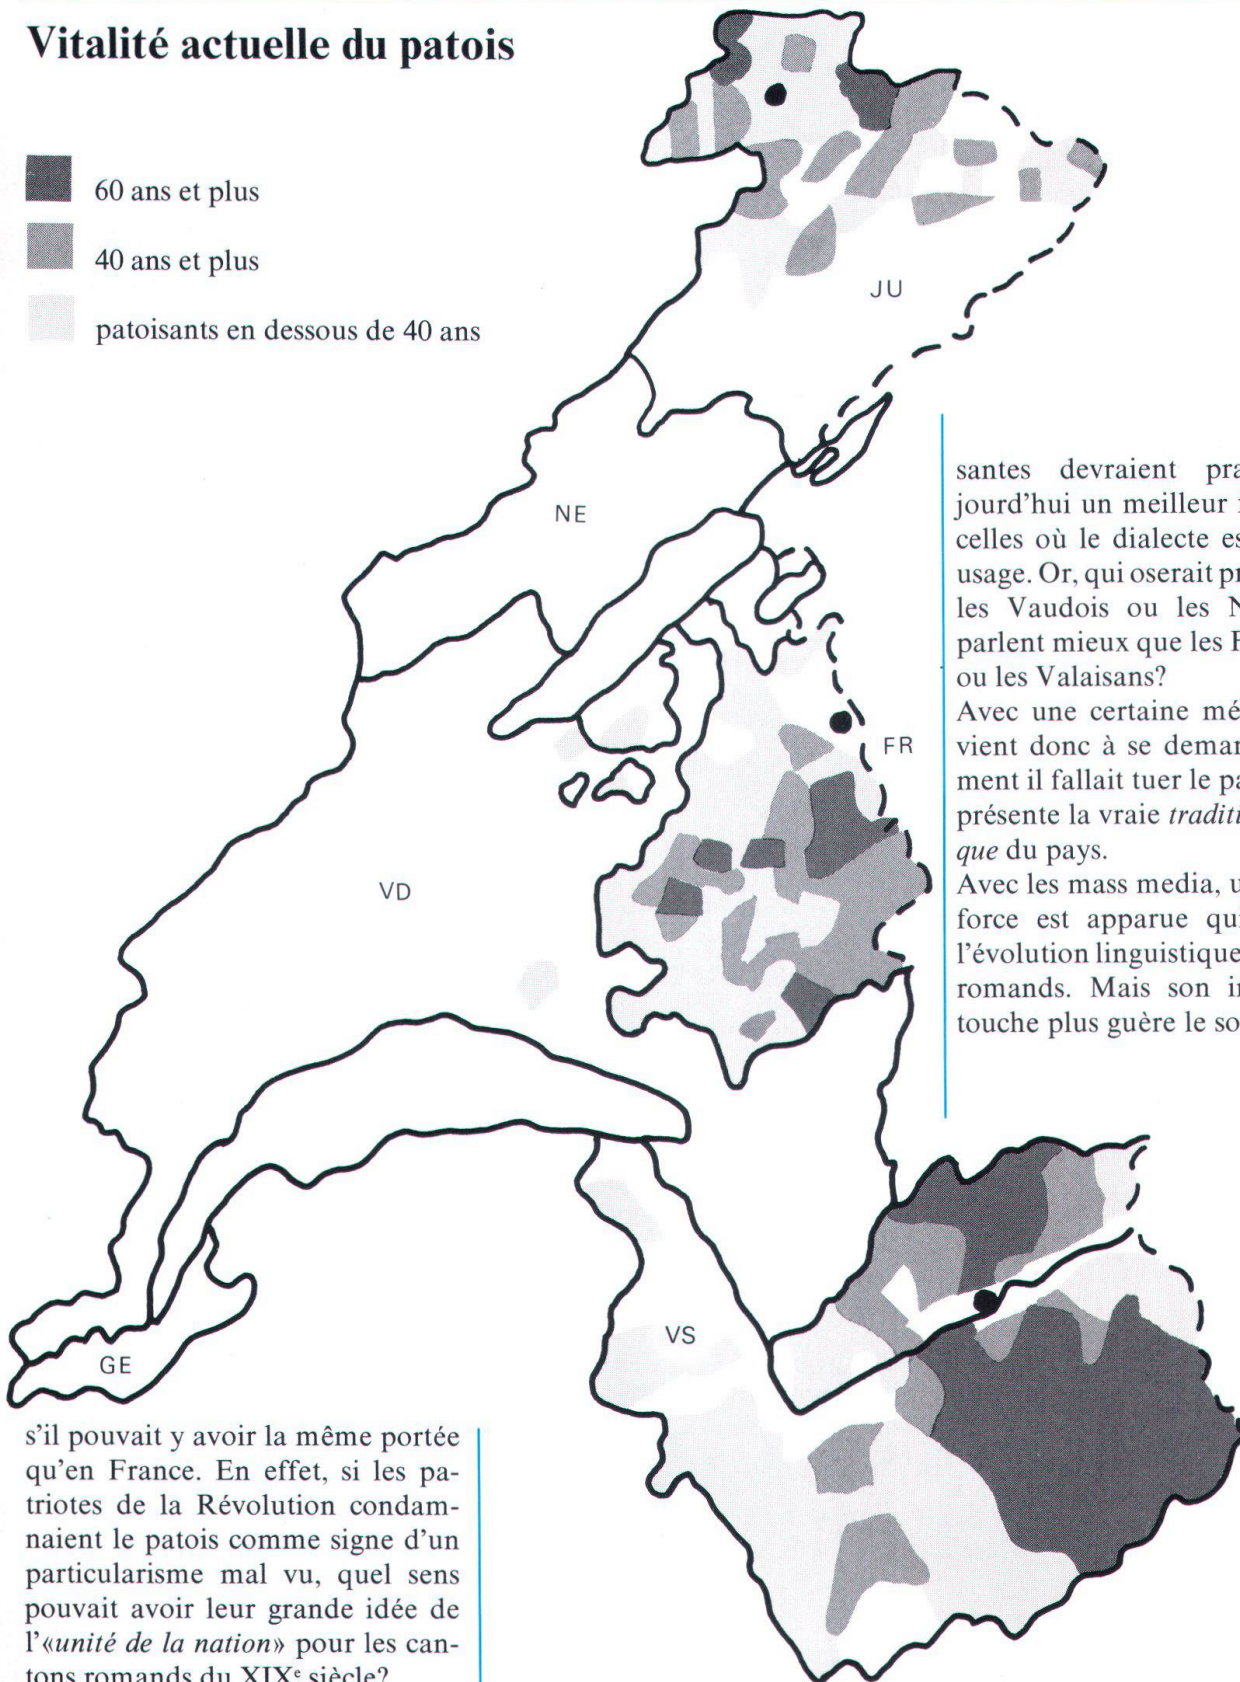 Vitalité actuelle du patois
60 ans et plus
40 ans et plus
patoisants en dessous de 40 ans
JU
NE
FR
VD
VS
GE
santes devraient pra
jourd'hui un meilleur
celles où le dialecte es
usage. Or, qui oserait pr
les Vaudois ou les N
parlent mieux que les F
ou les Valaisans?
Avec une certaine mé
vient donc à se deman
ment il fallait tuer le pa
présente la vraie traditi
que du pays.
Avec les mass media, u
force est apparue qui
l'évolution linguistique
romands. Mais son in
touche plus guère le so
s'il pouvait y avoir la même portée
qu'en France. En effet, si les pa-
triotes de la Révolution condam-
naient le patois comme signe d'un
particularisme mal vu, quel sens
pouvait avoir leur grande idée de
l'«unité de la nation» pour les can-
tons romands du XIXᵉ siècle?